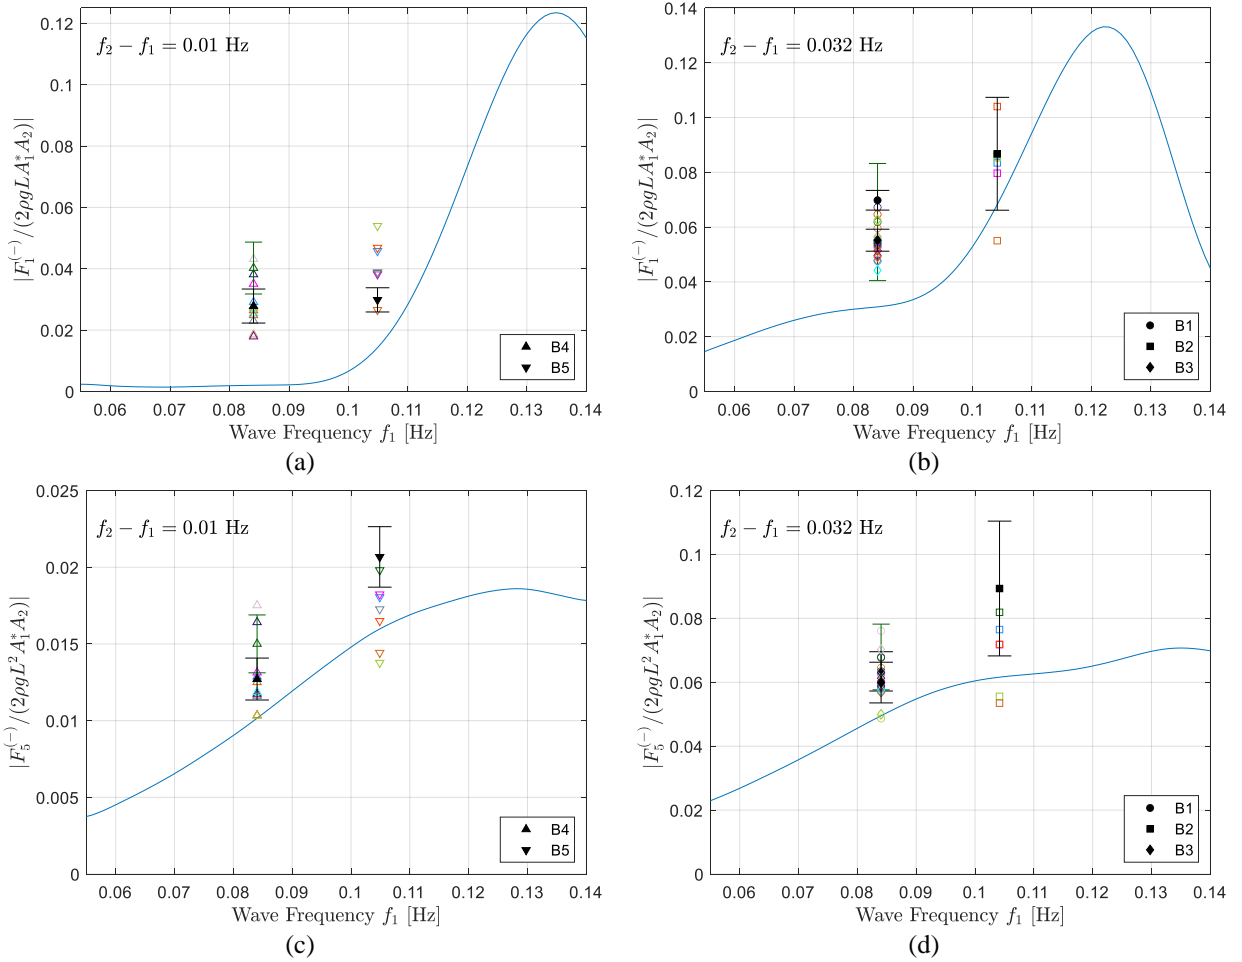 0.12
0.1
0.08
0.06
0.04
0.02
0
|F₁⁽⁻⁾/(2ρgLA₁*A₂)|
f₂ − f₁ = 0.01 Hz
B4
B5
0.06 0.07 0.08 0.09 0.1 0.11 0.12 0.13 0.14
Wave Frequency f₁ [Hz]
(a)
0.14
0.12
0.1
0.08
0.06
0.04
0.02
0
|F₁⁽⁻⁾/(2ρgLA₁*A₂)|
f₂ − f₁ = 0.032 Hz
B1
B2
B3
0.06 0.07 0.08 0.09 0.1 0.11 0.12 0.13 0.14
Wave Frequency f₁ [Hz]
(b)
0.025
0.02
0.015
0.01
0.005
0
|F₅⁽⁻⁾/(2ρgL²A₁*A₂)|
f₂ − f₁ = 0.01 Hz
B4
B5
0.06 0.07 0.08 0.09 0.1 0.11 0.12 0.13 0.14
Wave Frequency f₁ [Hz]
(c)
0.12
0.1
0.08
0.06
0.04
0.02
0
|F₅⁽⁻⁾/(2ρgL²A₁*A₂)|
f₂ − f₁ = 0.032 Hz
B1
B2
B3
0.06 0.07 0.08 0.09 0.1 0.11 0.12 0.13 0.14
Wave Frequency f₁ [Hz]
(d)